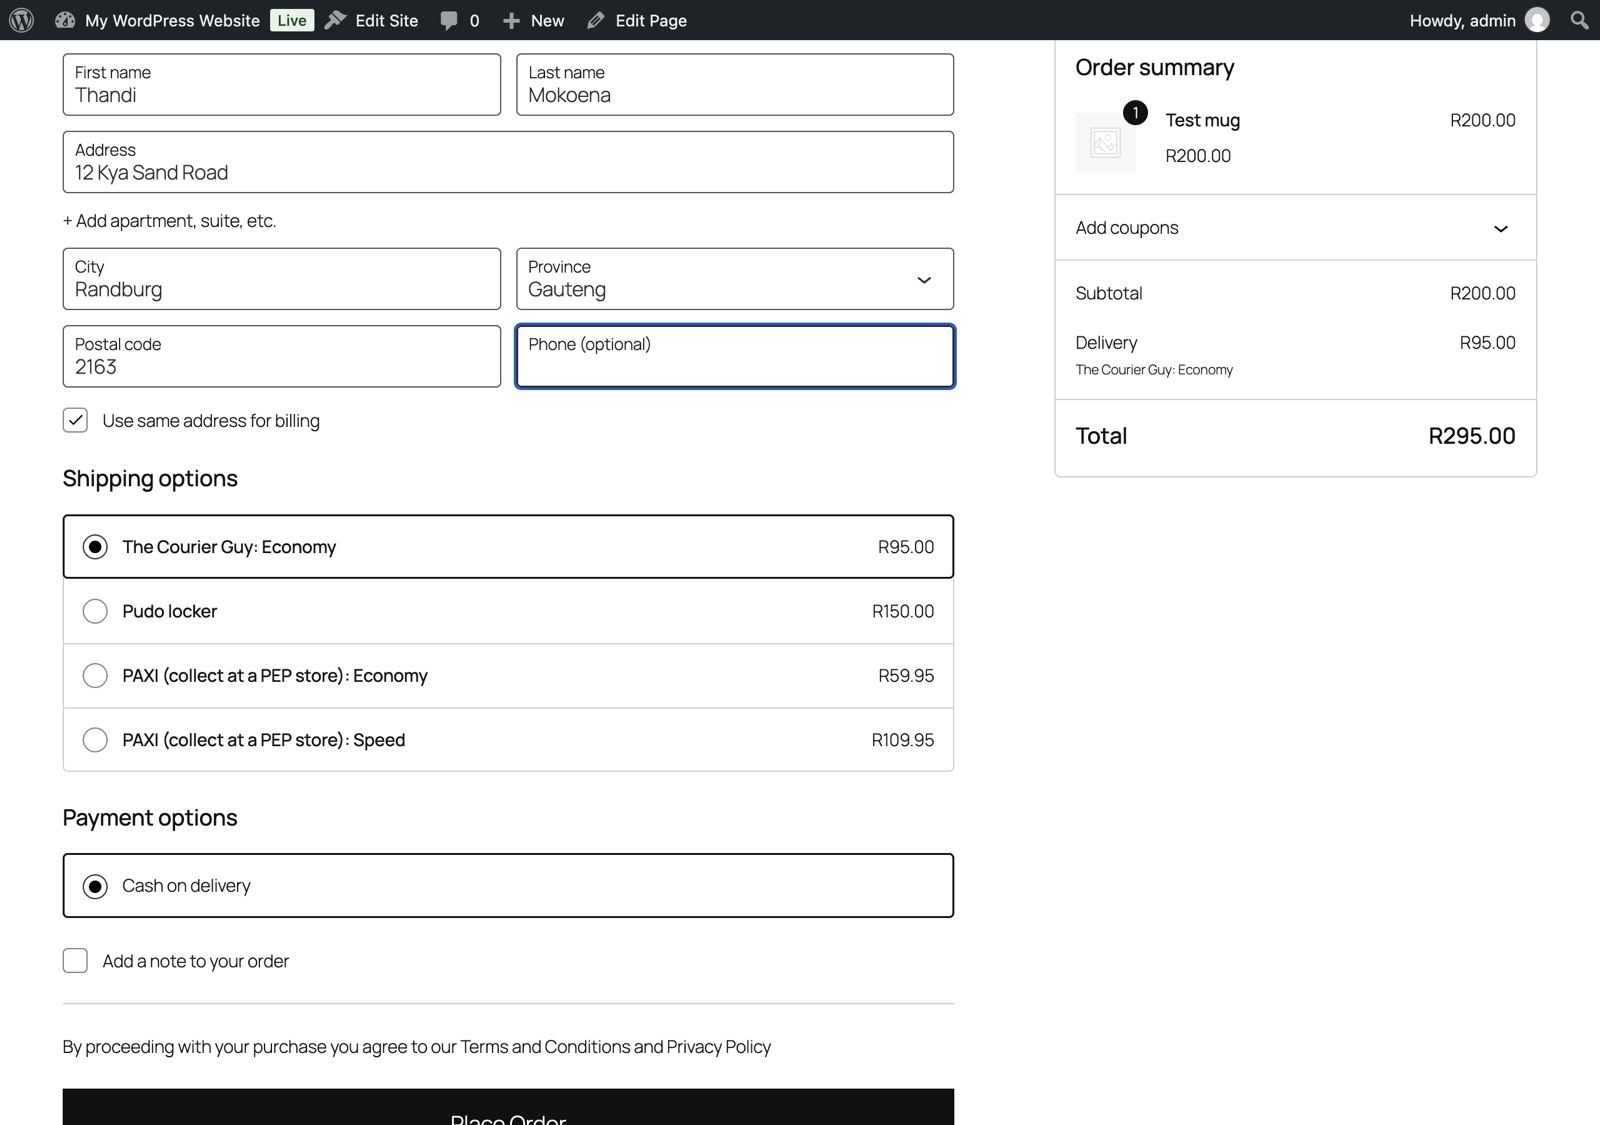 My WordPress Website Live Edit Site 0 New Edit Page Howdy, admin
First name
Thandi
Last name
Mokoena
Address
12 Kya Sand Road
+ Add apartment, suite, etc.
City
Randburg
Province
Gauteng
Postal code
2163
Phone (optional)
Use same address for billing
Shipping options
The Courier Guy: Economy R95.00
Pudo locker R150.00
PAXI (collect at a PEP store): Economy R59.95
PAXI (collect at a PEP store): Speed R109.95
Payment options
Cash on delivery
Add a note to your order
By proceeding with your purchase you agree to our Terms and Conditions and Privacy Policy
Place Order
Order summary
1
Test mug R200.00
R200.00
Add coupons
Subtotal R200.00
Delivery R95.00
The Courier Guy: Economy
Total R295.00